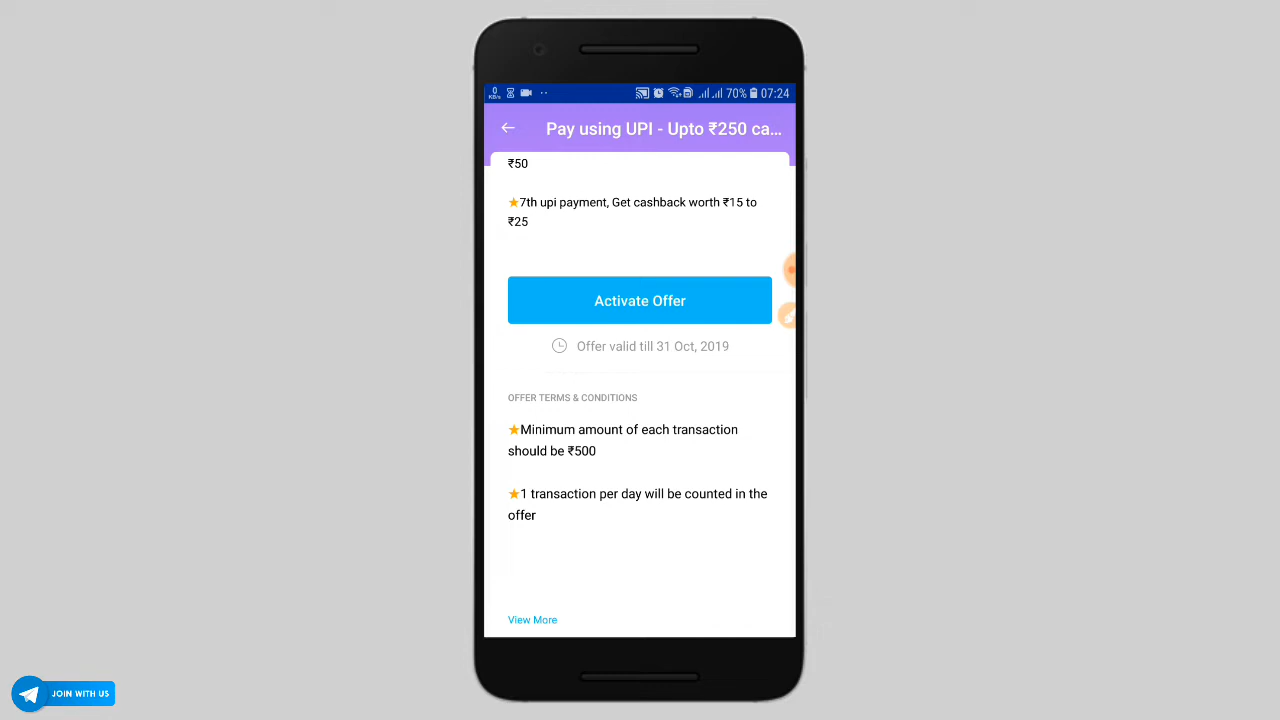 0
KB/s
70% 07:24
Pay using UPI - Upto ₹250 ca...
₹50
★7th upi payment, Get cashback worth ₹15 to
₹25
Activate Offer
Offer valid till 31 Oct, 2019
OFFER TERMS & CONDITIONS
★Minimum amount of each transaction
should be ₹500
★1 transaction per day will be counted in the
offer
View More
JOIN WITH US